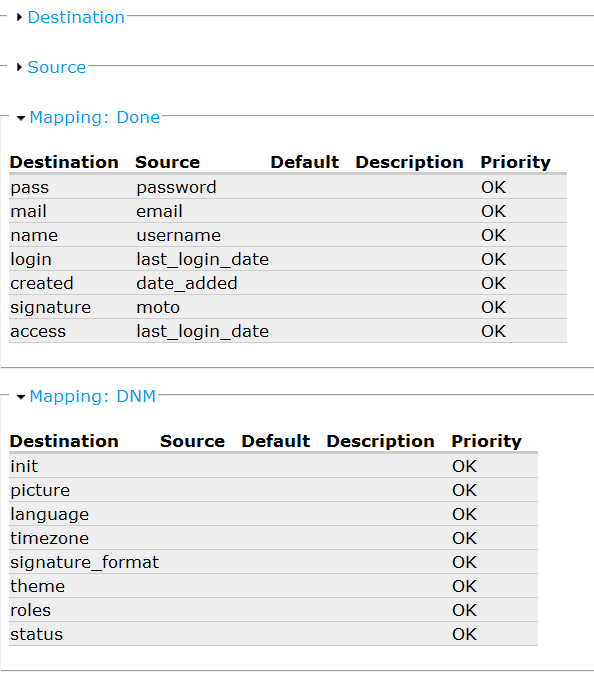 Destination
Source
Mapping: Done
Destination Source Default Description Priority
pass password OK
mail email OK
name username OK
login last_login_date OK
created date_added OK
signature moto OK
access last_login_date OK
Mapping: DNM
Destination Source Default Description Priority
init OK
picture OK
language OK
timezone OK
signature_format OK
theme OK
roles OK
status OK